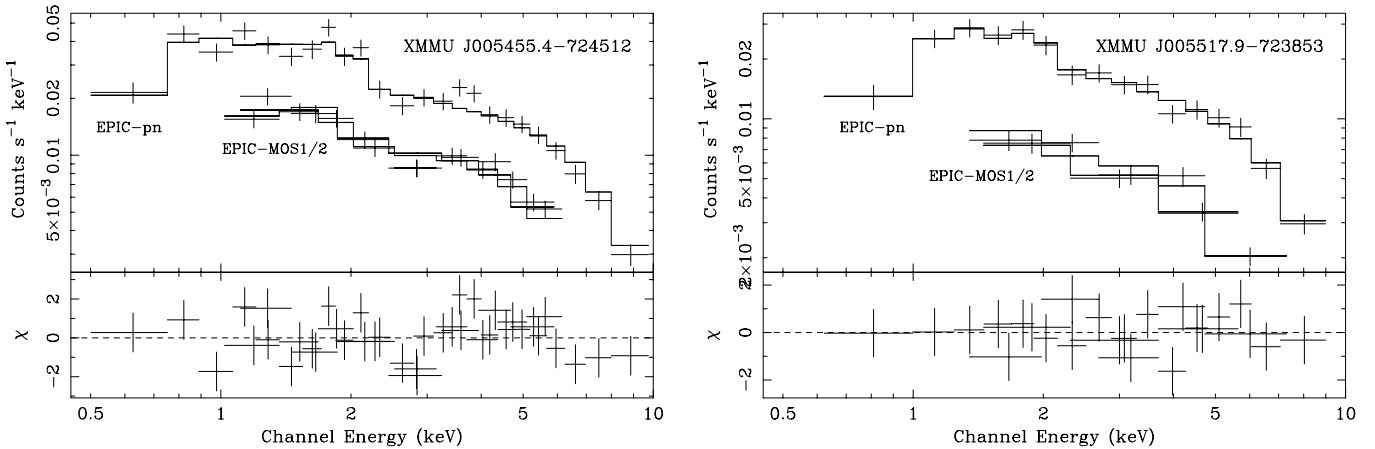 XMMU J005455.4−724512
EPIC−pn
EPIC−MOS1/2
Counts s⁻¹ keV⁻¹
0.05
0.02
0.01
5×10⁻³
χ
2
0
−2
0.5 1 2 5 10
Channel Energy (keV)
XMMU J005517.9−723853
EPIC−pn
EPIC−MOS1/2
Counts s⁻¹ keV⁻¹
0.02
0.01
5×10⁻³
×10⁻³
χ
2
0
−2
0.5 1 2 5 10
Channel Energy (keV)